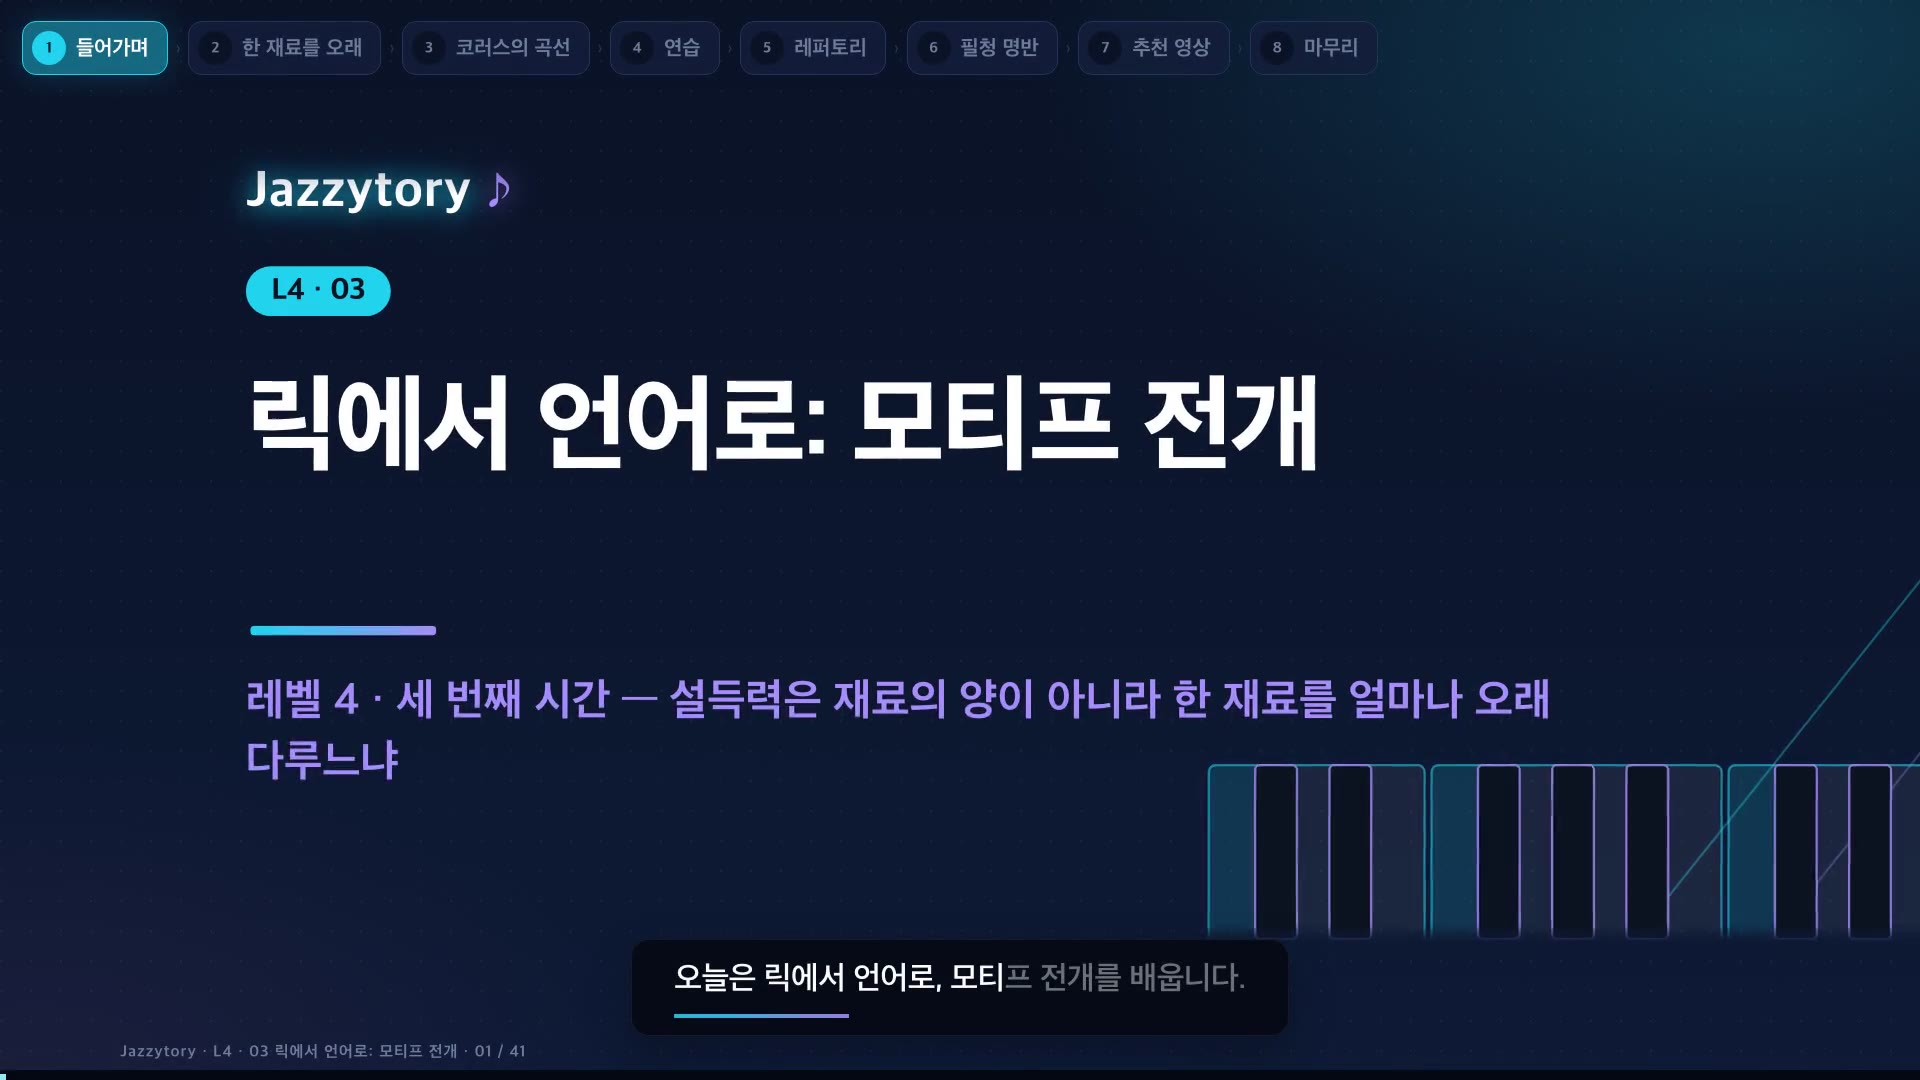 1 들어가며 › 2 한 재료를 오래 › 3 코러스의 곡선 › 4 연습 › 5 레퍼토리 › 6 필청 명반 › 7 추천 영상 › 8 마무리
Jazzytory ♪
L4 · 03
릭에서 언어로: 모티프 전개
레벨 4 · 세 번째 시간 — 설득력은 재료의 양이 아니라 한 재료를 얼마나 오래
다루느냐
오늘은 릭에서 언어로, 모티프 전개를 배웁니다.
Jazzytory · L4 · 03 릭에서 언어로: 모티프 전개 · 01 / 41